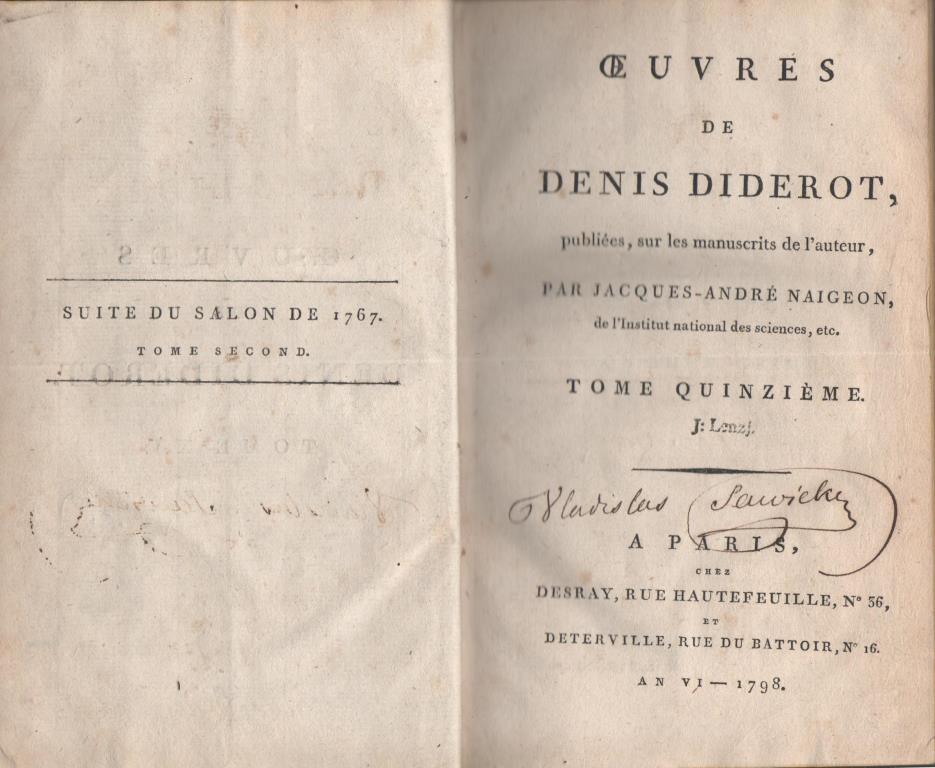 SUITE DU SALON DE 1767.
TOME SECOND.
ŒUVRES
DE
DENIS DIDEROT,
publiées, sur les manuscrits de l'auteur,
PAR JACQUES-ANDRÉ NAIGEON,
de l'Institut national des sciences, etc.
TOME QUINZIÈME.
Vladislas Sawicki
A PARIS,
CHEZ
DESRAY, RUE HAUTEFEUILLE, Nº 36,
ET
DETERVILLE, RUE DU BATTOIR, Nº 16.
AN VI — 1798.